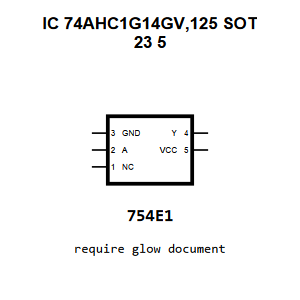 IC 74AHC1G14GV,125 SOT
23 5
3 GND Y 4
2 A VCC 5
1 NC
754E1
require glow document